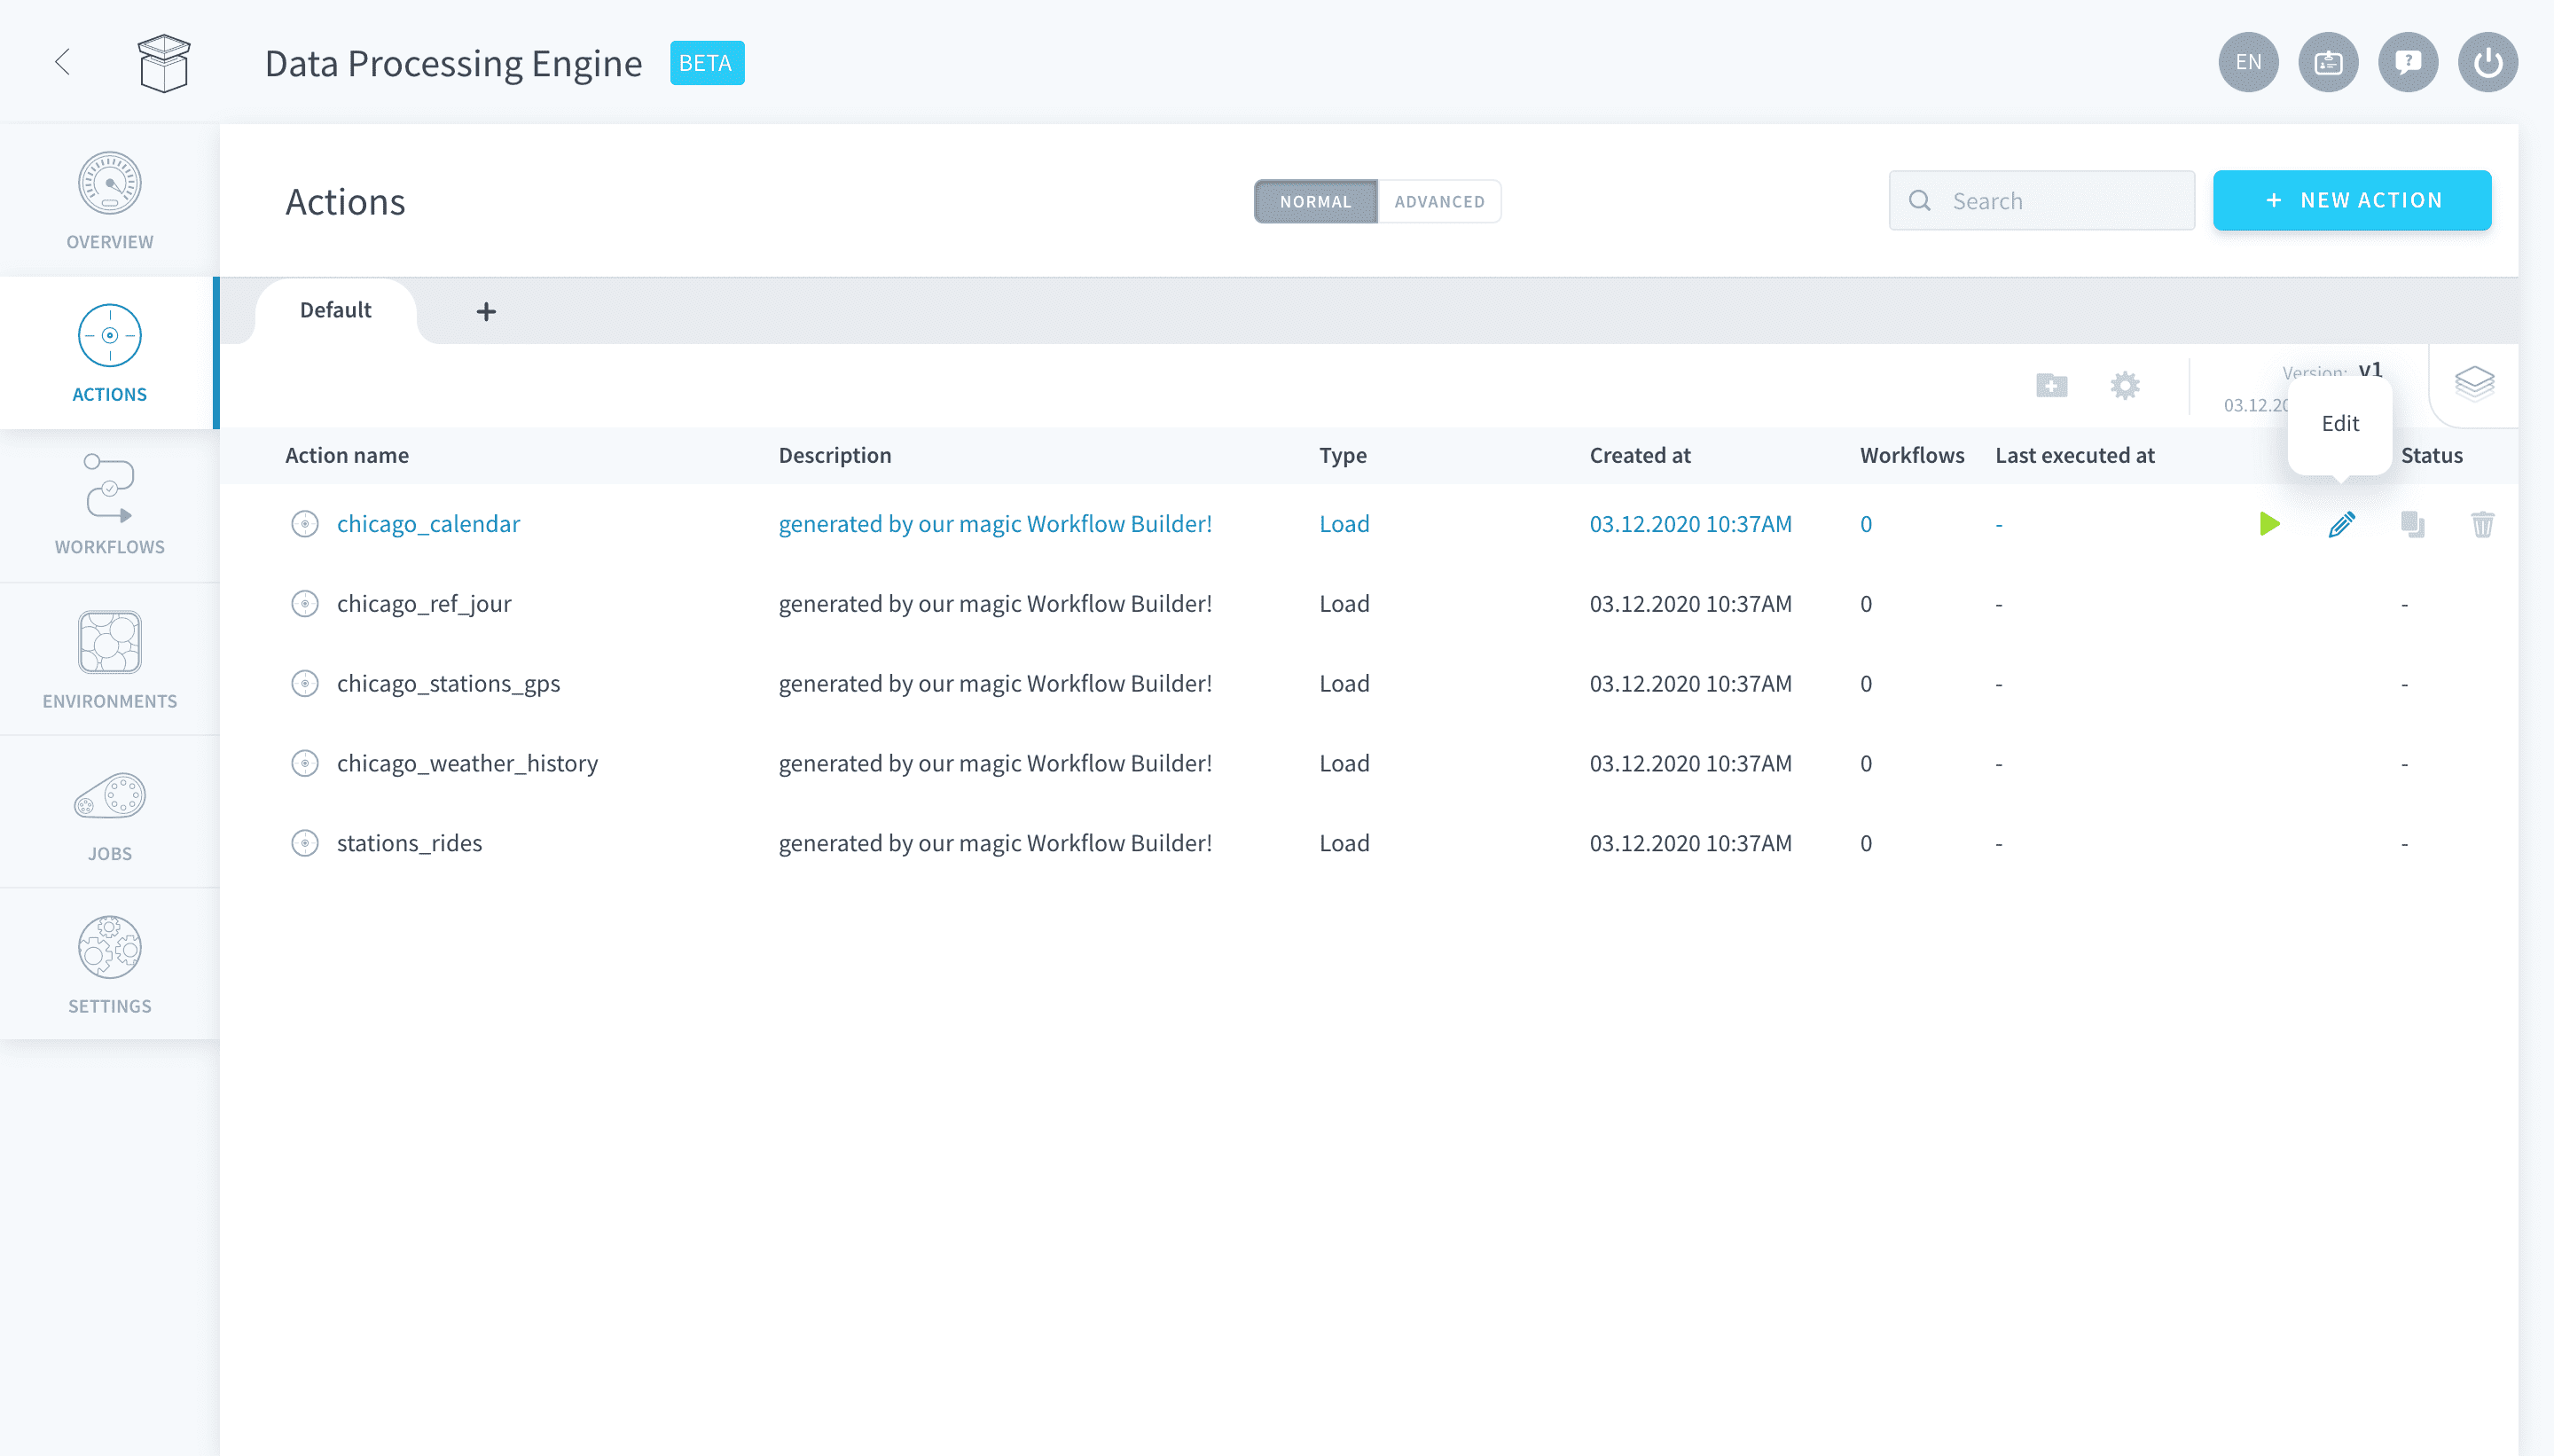 Data Processing Engine BETA
EN
OVERVIEW
ACTIONS
WORKFLOWS
ENVIRONMENTS
JOBS
SETTINGS
Actions
NORMAL ADVANCED
Search
+ NEW ACTION
Default +
Version: v1
03.12.20
Edit
Action name Description Type Created at Workflows Last executed at Status
chicago_calendar generated by our magic Workflow Builder! Load 03.12.2020 10:37AM 0 -
chicago_ref_jour generated by our magic Workflow Builder! Load 03.12.2020 10:37AM 0 - -
chicago_stations_gps generated by our magic Workflow Builder! Load 03.12.2020 10:37AM 0 - -
chicago_weather_history generated by our magic Workflow Builder! Load 03.12.2020 10:37AM 0 - -
stations_rides generated by our magic Workflow Builder! Load 03.12.2020 10:37AM 0 - -